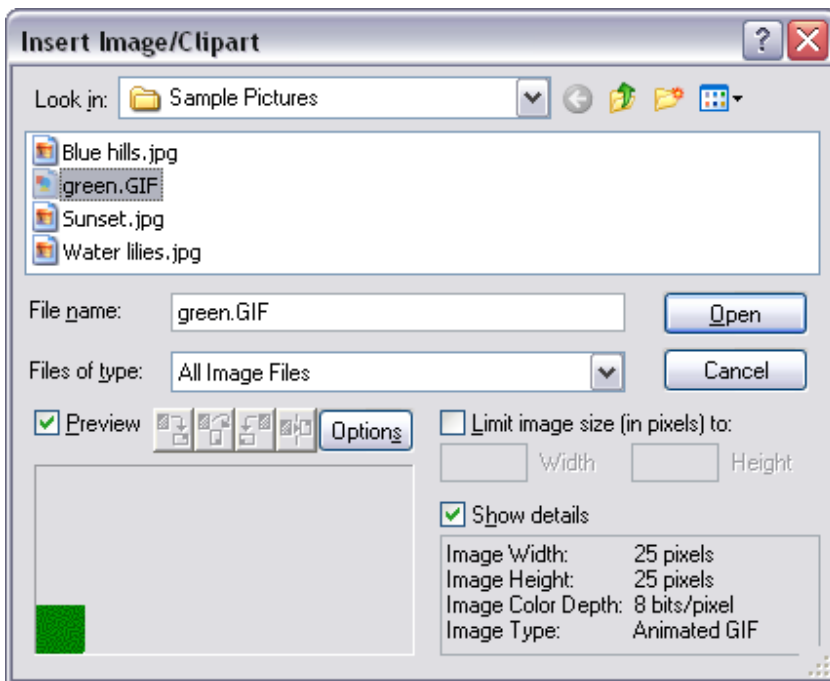 Insert Image/Clipart
Look in: Sample Pictures
Blue hills.jpg
green.GIF
Sunset.jpg
Water lilies.jpg
File name: green.GIF Open
Files of type: All Image Files Cancel
Preview Options Limit image size (in pixels) to:
Width Height
Show details
Image Width: 25 pixels
Image Height: 25 pixels
Image Color Depth: 8 bits/pixel
Image Type: Animated GIF